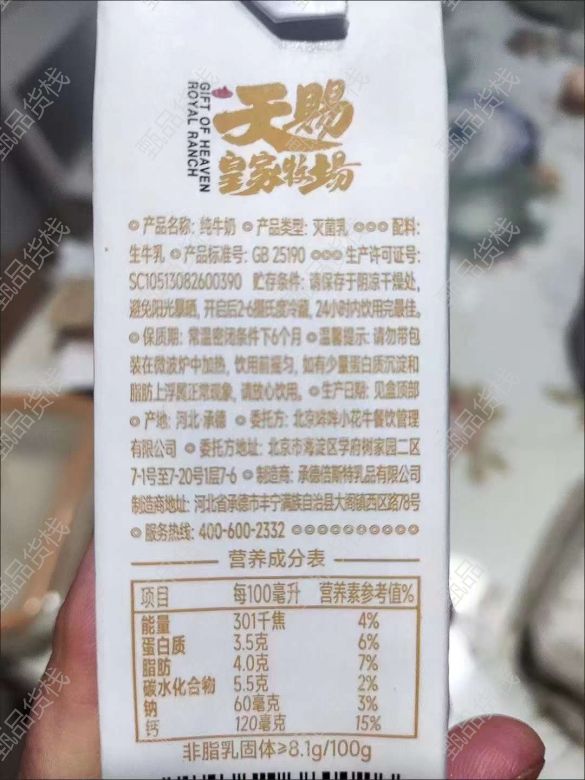 GIFT OF HEAVEN
ROYAL RANCH
天赐
皇家牧场
◎ 产品名称: 纯牛奶 ◎ 产品类型: 灭菌乳 ◎◎◎ 配料:
生牛乳 ◎ 产品标准号: GB 25190 ◎◎◎ 生产许可证号:
SC10513082600390 贮存条件: 请保存于阴凉干燥处,
避免阳光暴晒, 开启后2-6摄氏度冷藏, 24小时内饮用完最佳。
◎ 保质期: 常温密闭条件下6个月 ◎ 温馨提示: 请勿带包
装在微波炉中加热, 饮用前摇匀, 如有少量蛋白质沉淀和
脂肪上浮属正常现象, 请放心饮用。 ◎ 生产日期: 见盒顶部
◎ 产地: 河北·承德 ◎ 委托方: 北京哞哞小花牛餐饮管理
有限公司 ◎ 委托方地址: 北京市海淀区学府树家园二区
7-1号至7-20号1层7-6 ◎ 制造商: 承德倍斯特乳品有限公司
制造商地址: 河北省承德市丰宁满族自治县大阁镇西区路78号
◎ 服务热线: 400-600-2332 ◎◎◎◎◎◎◎◎◎◎◎◎
营养成分表
项目 每100毫升 营养素参考值%
能量 301千焦 4%
蛋白质 3.5克 6%
脂肪 4.0克 7%
碳水化合物 5.5克 2%
钠 60毫克 3%
钙 120毫克 15%
非脂乳固体≥8.1g/100g
甄品货栈